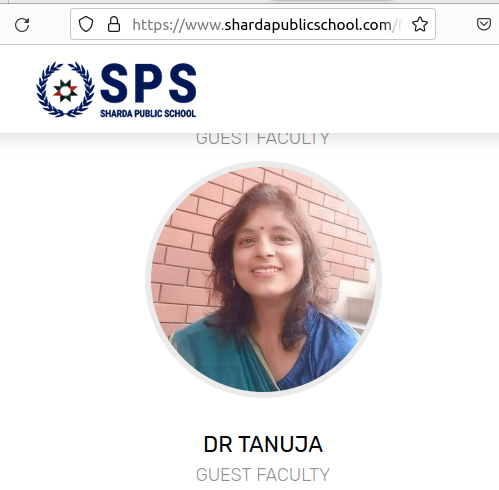 https://www.shardapublicschool.com/f
SPS
SHARDA PUBLIC SCHOOL
GUEST FACULTY
DR TANUJA
GUEST FACULTY